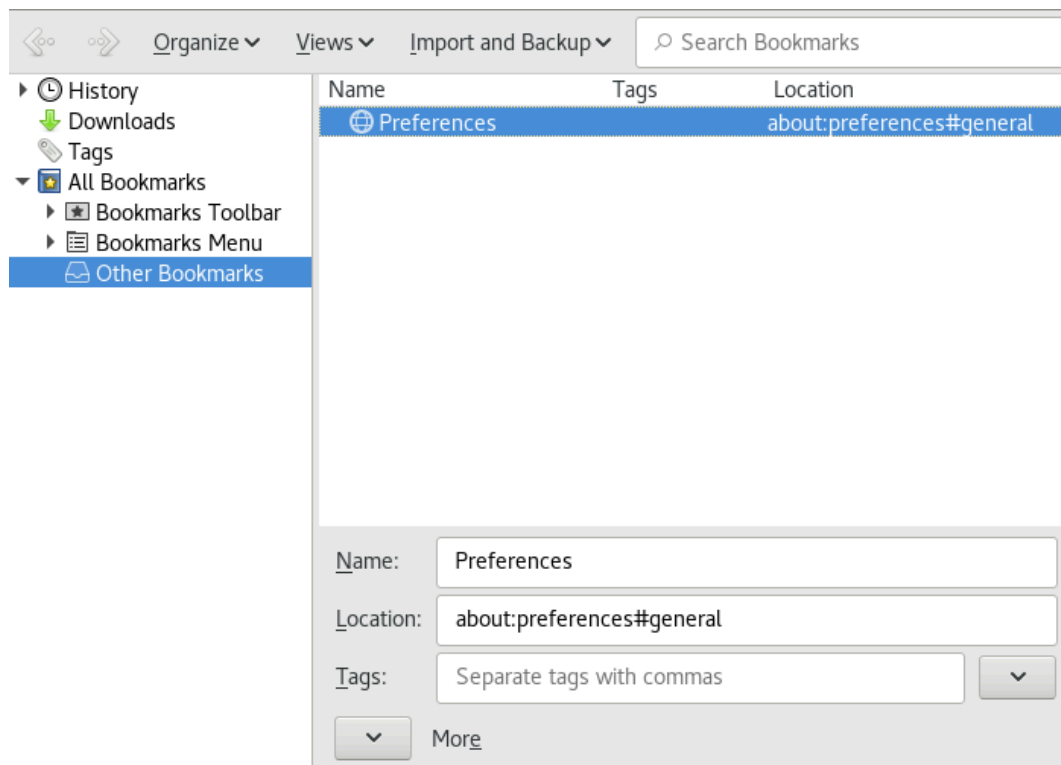 Organize Views Import and Backup Search Bookmarks
History
Downloads
Tags
All Bookmarks
Bookmarks Toolbar
Bookmarks Menu
Other Bookmarks
Name Tags Location
Preferences about:preferences#general
Name: Preferences
Location: about:preferences#general
Tags: Separate tags with commas
More